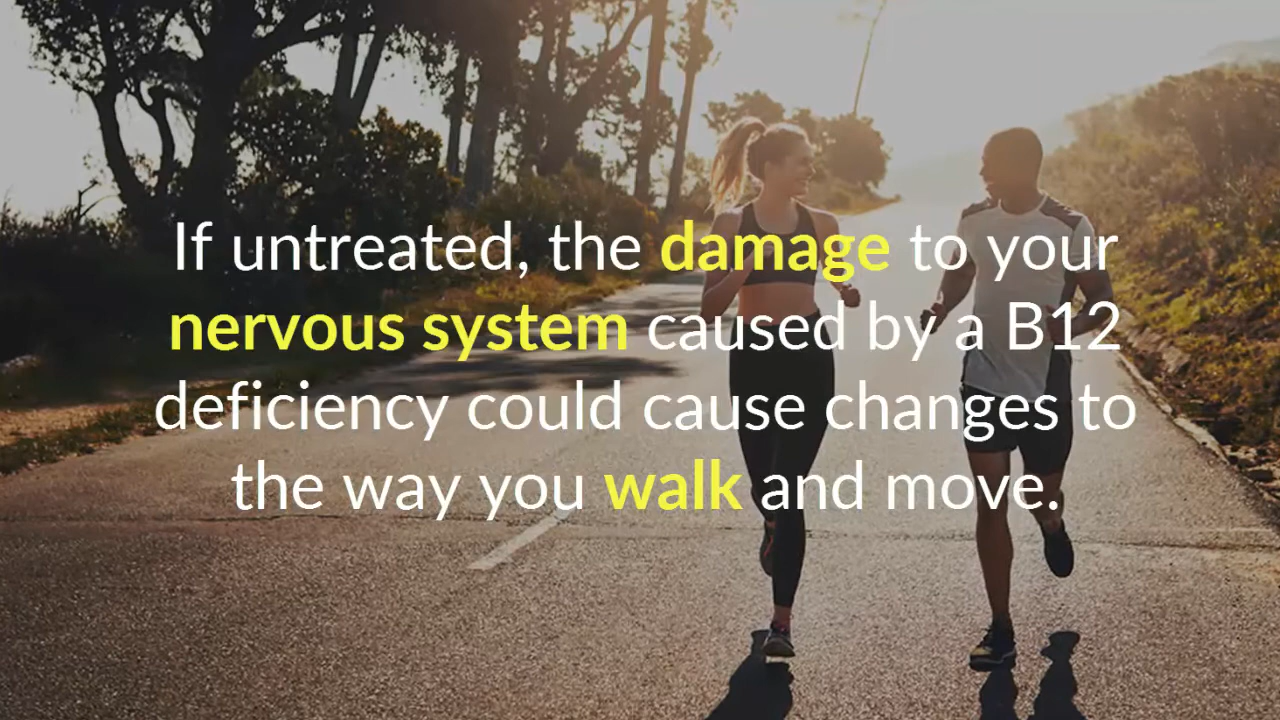 If untreated, the damage to your
nervous system caused by a B12
deficiency could cause changes to
the way you walk and move.